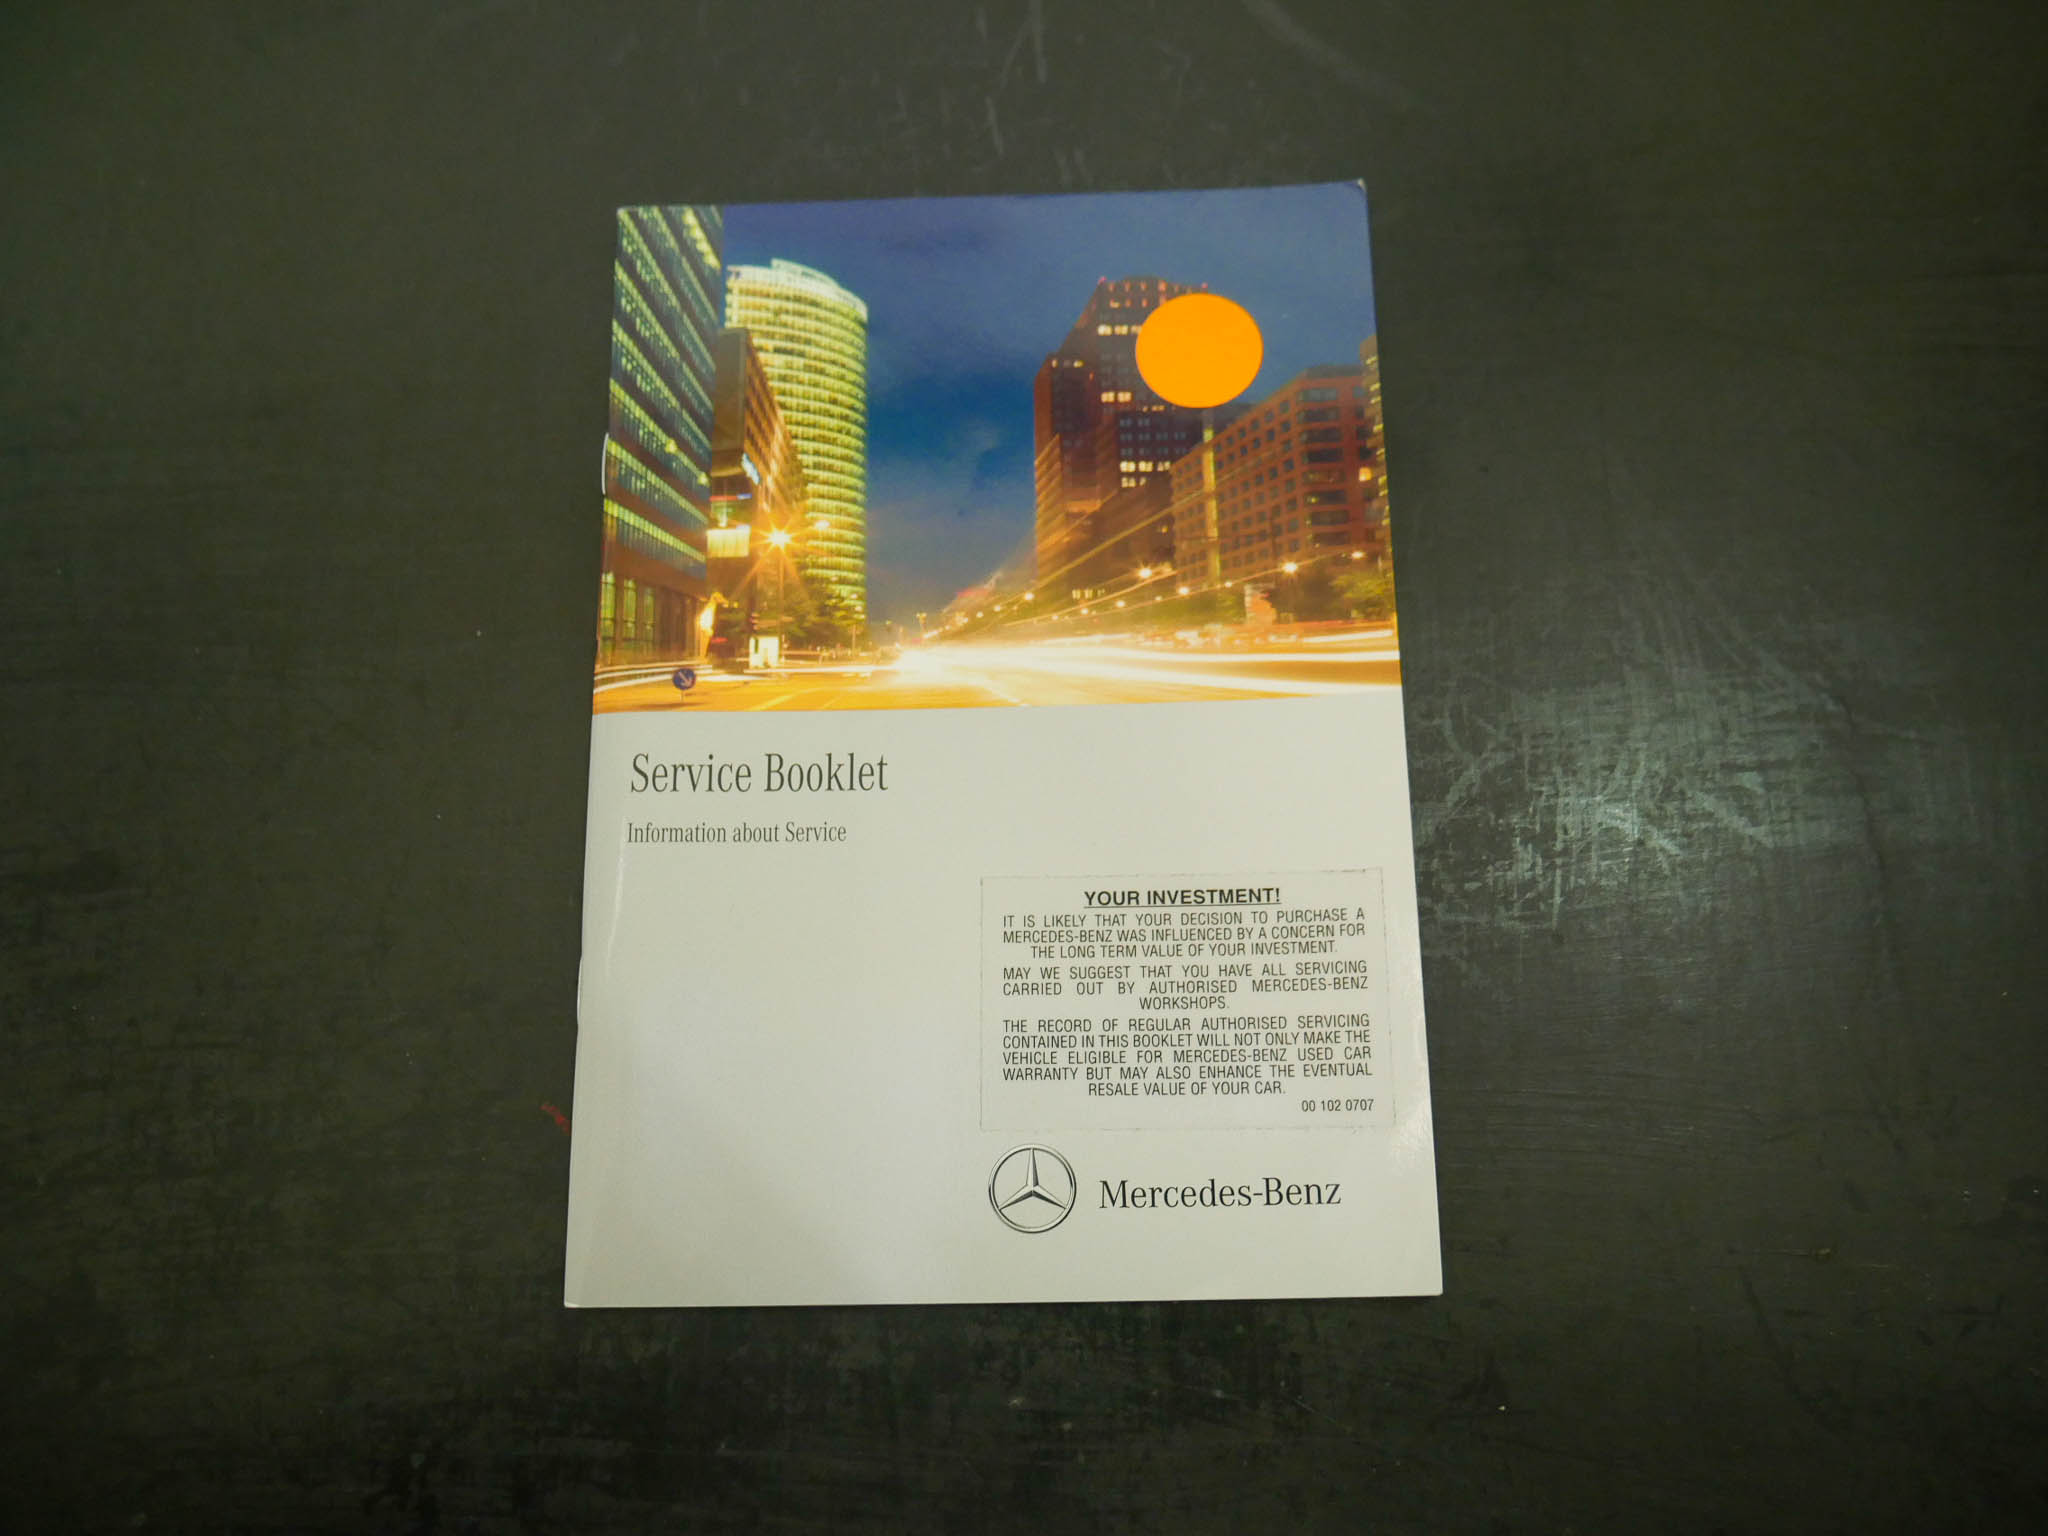 Service Booklet
Information about Service
YOUR INVESTMENT!
IT IS LIKELY THAT YOUR DECISION TO PURCHASE A
MERCEDES-BENZ WAS INFLUENCED BY A CONCERN FOR
THE LONG TERM VALUE OF YOUR INVESTMENT.
MAY WE SUGGEST THAT YOU HAVE ALL SERVICING
CARRIED OUT BY AUTHORISED MERCEDES-BENZ
WORKSHOPS.
THE RECORD OF REGULAR AUTHORISED SERVICING
CONTAINED IN THIS BOOKLET WILL NOT ONLY MAKE THE
VEHICLE ELIGIBLE FOR MERCEDES-BENZ USED CAR
WARRANTY BUT MAY ALSO ENHANCE THE EVENTUAL
RESALE VALUE OF YOUR CAR.
00 102 0707
Mercedes-Benz